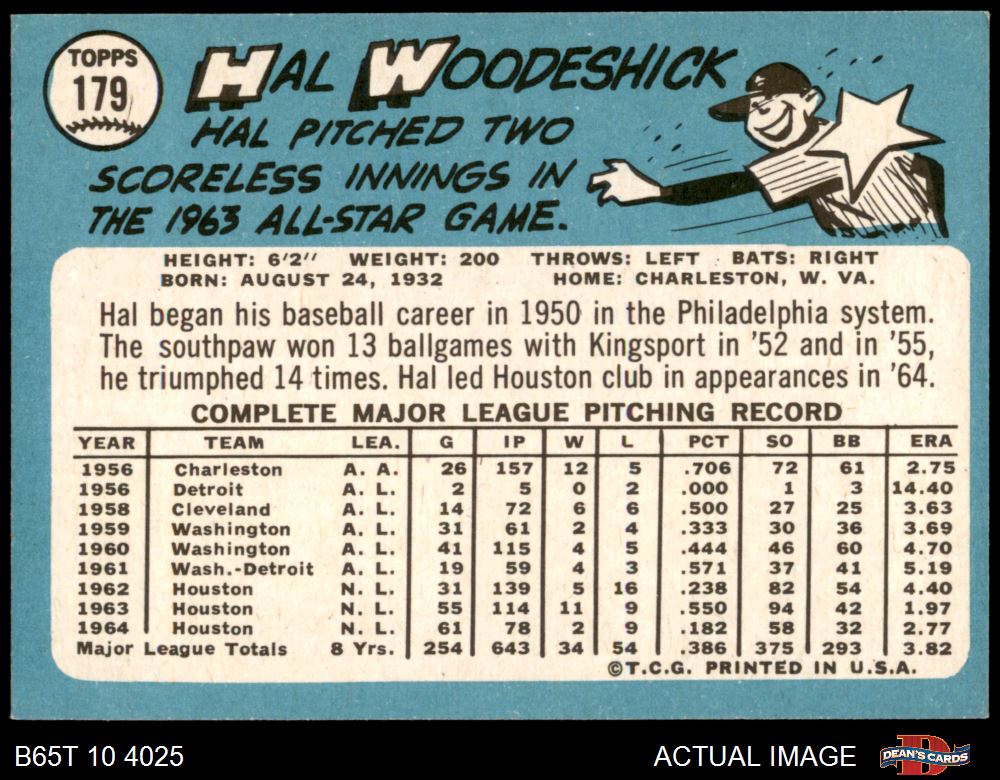 TOPPS
179
HAL WOODESHICK
HAL PITCHED TWO
SCORELESS INNINGS IN
THE 1963 ALL-STAR GAME.
HEIGHT: 6'2" WEIGHT: 200 THROWS: LEFT BATS: RIGHT
BORN: AUGUST 24, 1932 HOME: CHARLESTON, W. VA.
Hal began his baseball career in 1950 in the Philadelphia system.
The southpaw won 13 ballgames with Kingsport in '52 and in '55,
he triumphed 14 times. Hal led Houston club in appearances in '64.
COMPLETE MAJOR LEAGUE PITCHING RECORD
YEAR TEAM LEA. G IP W L PCT SO BB ERA
1956 Charleston A. A. 26 157 12 5 .706 72 61 2.75
1956 Detroit A. L. 2 5 0 2 .000 1 3 14.40
1958 Cleveland A. L. 14 72 6 6 .500 27 25 3.63
1959 Washington A. L. 31 61 2 4 .333 30 36 3.69
1960 Washington A. L. 41 115 4 5 .444 46 60 4.70
1961 Wash.-Detroit A. L. 19 59 4 3 .571 37 41 5.19
1962 Houston N. L. 31 139 5 16 .238 82 54 4.40
1963 Houston N. L. 55 114 11 9 .550 94 42 1.97
1964 Houston N. L. 61 78 2 9 .182 58 32 2.77
Major League Totals 8 Yrs. 254 643 34 54 .386 375 293 3.82
©T.C.G. PRINTED IN U.S.A.
B65T 10 4025 ACTUAL IMAGE DEAN'S CARDS